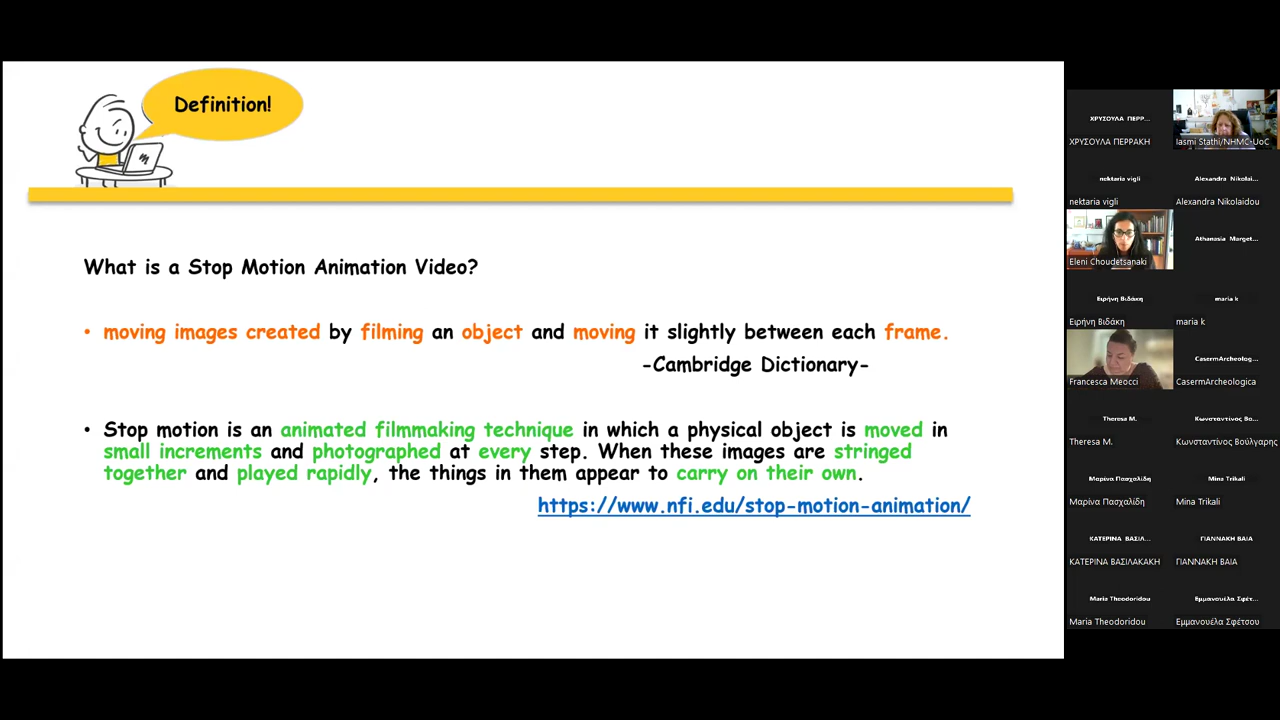 Definition!
What is a Stop Motion Animation Video?
• moving images created by filming an object and moving it slightly between each frame.
-Cambridge Dictionary-
• Stop motion is an animated filmmaking technique in which a physical object is moved in
small increments and photographed at every step. When these images are stringed
together and played rapidly, the things in them appear to carry on their own.
https://www.nfi.edu/stop-motion-animation/
ΧΡΥΣΟΥΛΑ ΠΕΡΡ...
ΧΡΥΣΟΥΛΑ ΠΕΡΡΑΚΗ
Iasmi Stathi/NHMC-UoC
nektaria vigli
nektaria vigli
Alexandra Nikolai...
Alexandra Nikolaidou
Eleni Choudetsanaki
Athanasia Marget...
Ειρήνη Βιδάκη
Ειρήνη Βιδάκη
maria k
maria k
Francesca Meocci
CasermArcheolog...
CasermArcheologica
Theresa M.
Theresa M.
Κωνσταντίνος Βο...
Κωνσταντίνος Βούλγαρης
Μαρίνα Πασχαλίδη
Μαρίνα Πασχαλίδη
Mina Trikali
Mina Trikali
ΚΑΤΕΡΙΝΑ ΒΑΣΙΛ...
ΚΑΤΕΡΙΝΑ ΒΑΣΙΛΑΚΑΚΗ
ΓΙΑΝΝΑΚΗ ΒΑΙΑ
ΓΙΑΝΝΑΚΗ ΒΑΙΑ
Maria Theodoridou
Maria Theodoridou
Εμμανουέλα Σφέτ...
Εμμανουέλα Σφέτσου